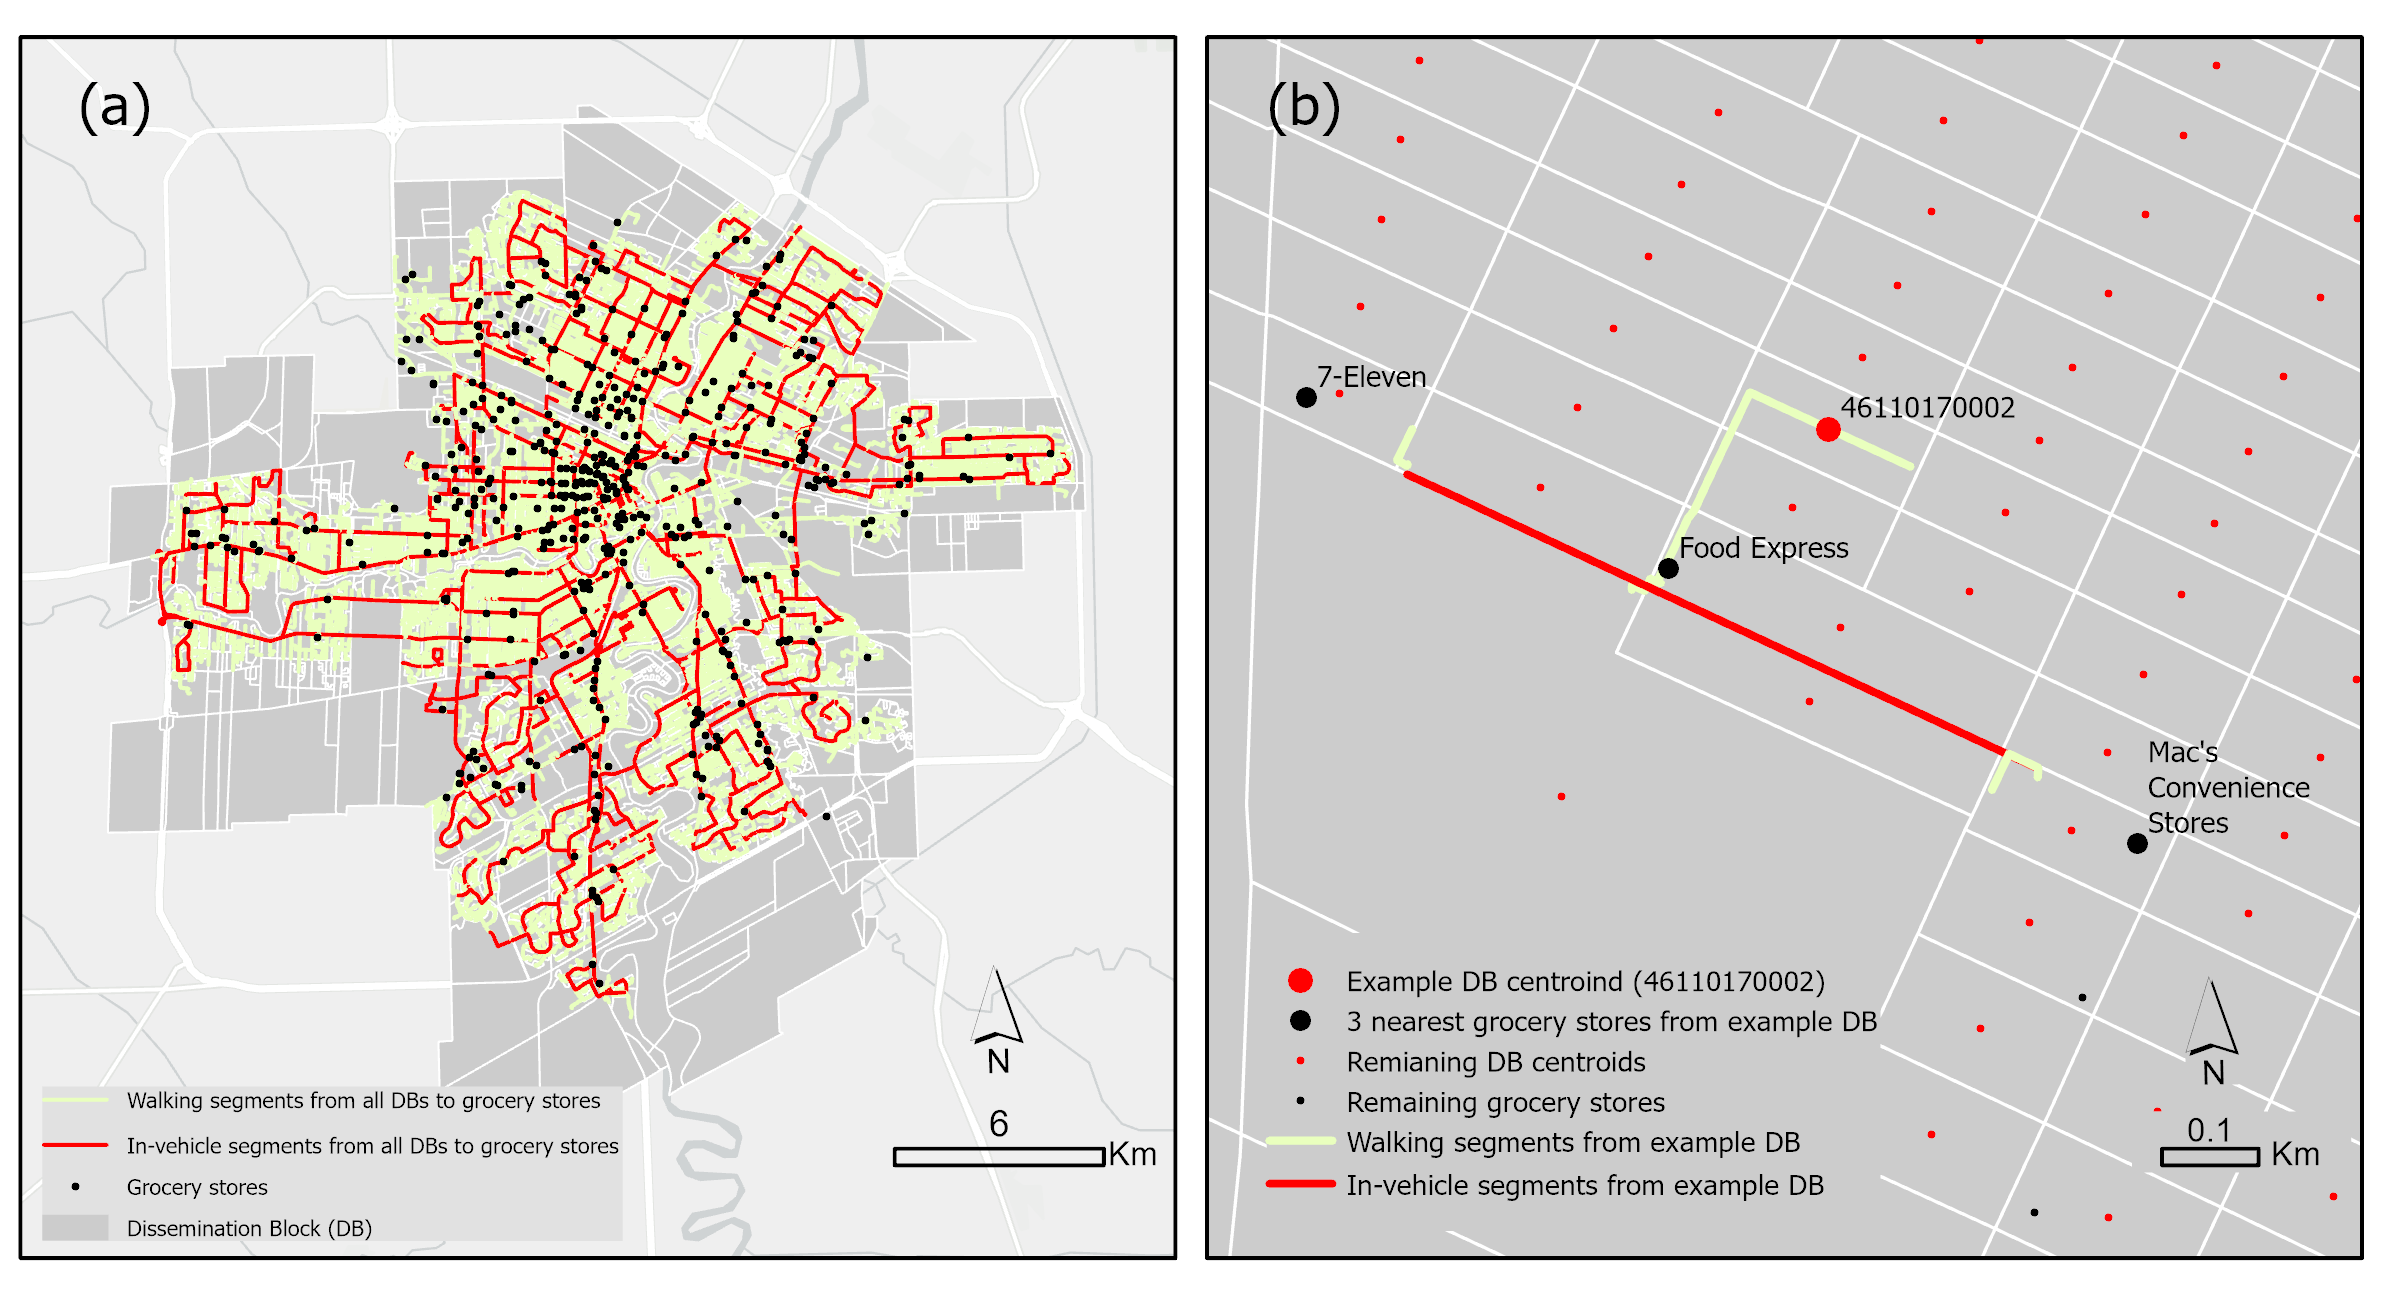 (a)
N
6
Km
Walking segments from all DBs to grocery stores
In-vehicle segments from all DBs to grocery stores
Grocery stores
Dissemination Block (DB)
(b)
7-Eleven
46110170002
Food Express
Mac's
Convenience
Stores
Example DB centroind (46110170002)
3 nearest grocery stores from example DB
Remianing DB centroids
Remaining grocery stores
Walking segments from example DB
In-vehicle segments from example DB
N
0.1
Km